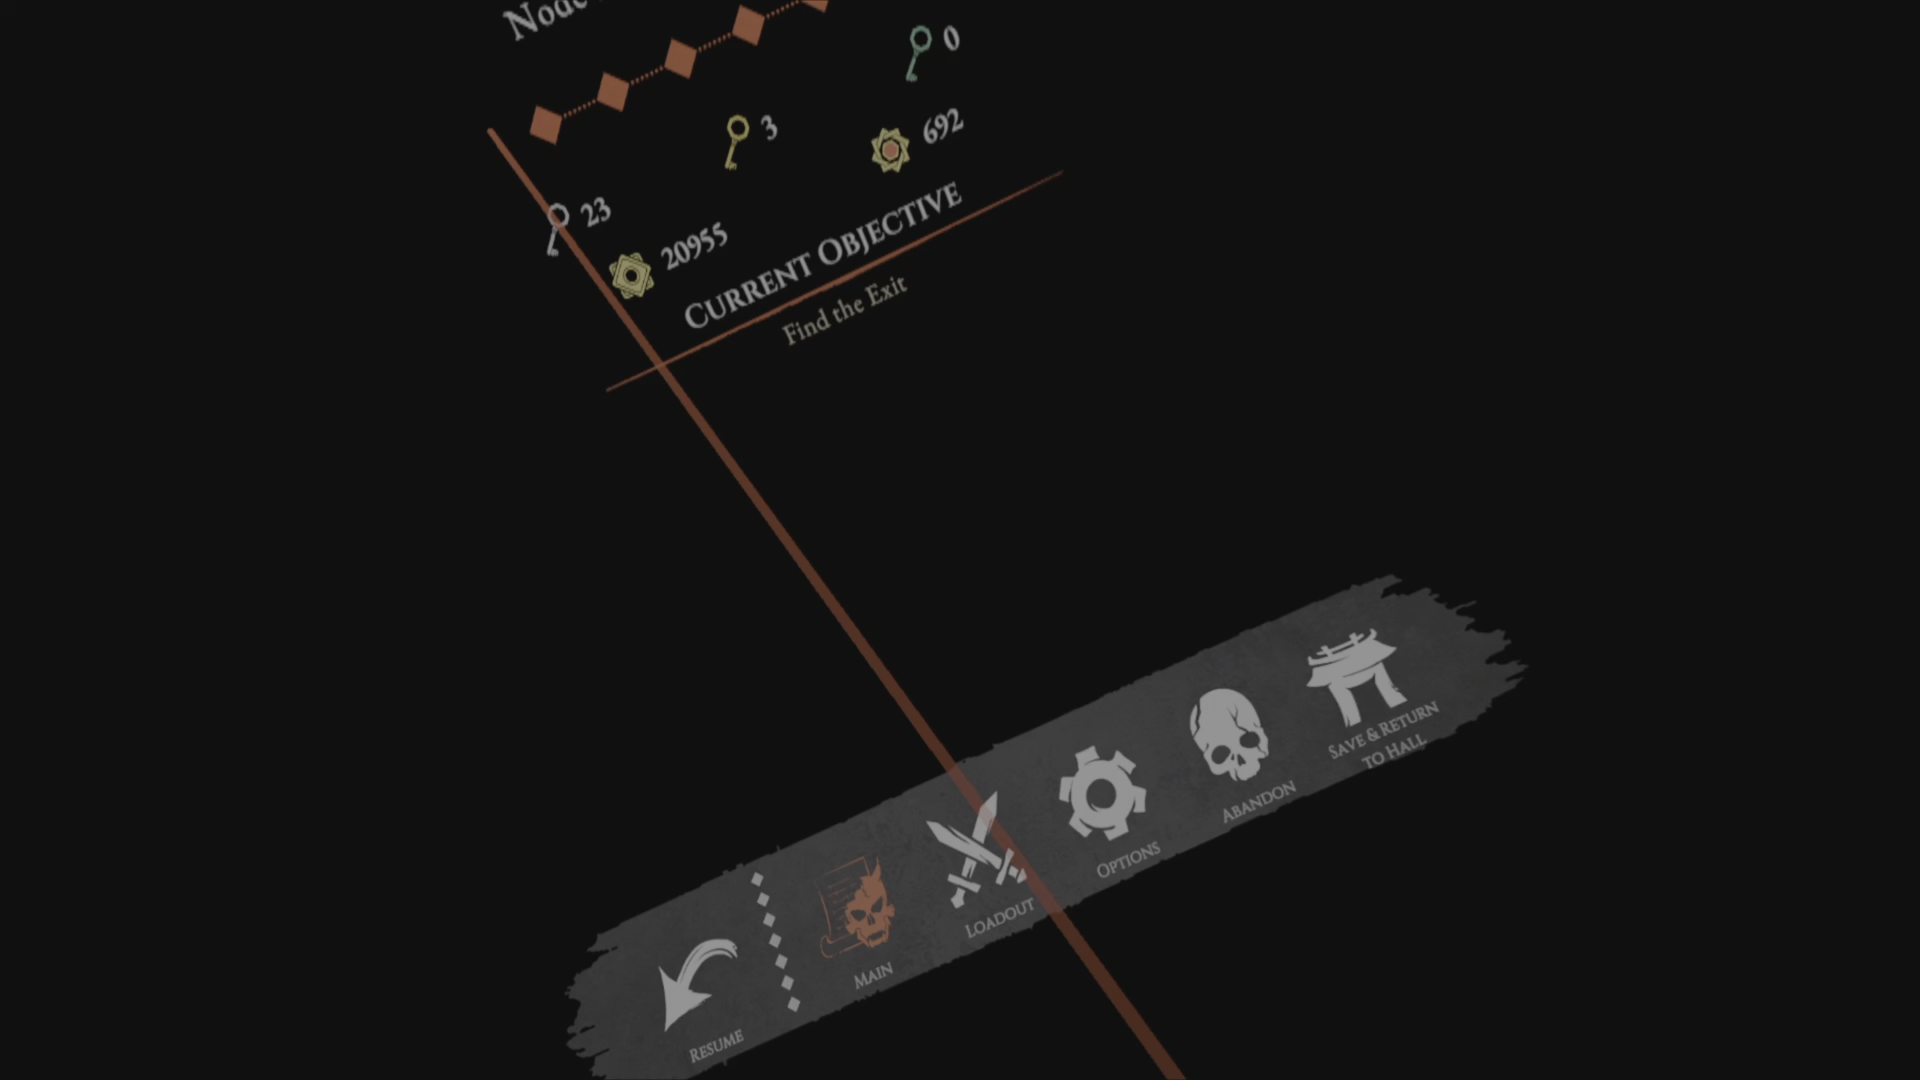 Node
0
3
692
23
20955
CURRENT OBJECTIVE
Find the Exit
SAVE & RETURN
TO HALL
ABANDON
OPTIONS
LOADOUT
MAIN
RESUME